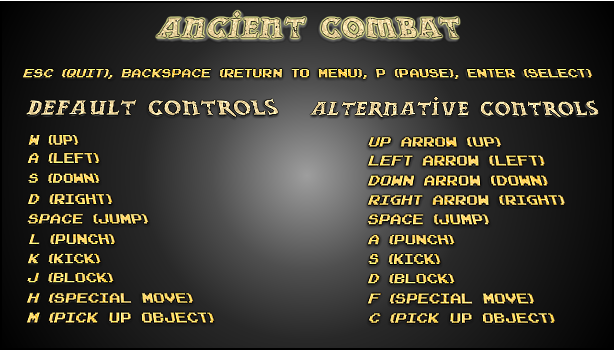 ANCIENT COMBAT
ESC (QUIT), BACKSPACE (RETURN TO MENU), P (PAUSE), ENTER (SELECT)
DEFAULT CONTROLS
W (UP)
A (LEFT)
S (DOWN)
D (RIGHT)
SPACE (JUMP)
L (PUNCH)
K (KICK)
J (BLOCK)
H (SPECIAL MOVE)
M (PICK UP OBJECT)
ALTERNATIVE CONTROLS
UP ARROW (UP)
LEFT ARROW (LEFT)
DOWN ARROW (DOWN)
RIGHT ARROW (RIGHT)
SPACE (JUMP)
A (PUNCH)
S (KICK)
D (BLOCK)
F (SPECIAL MOVE)
C (PICK UP OBJECT)